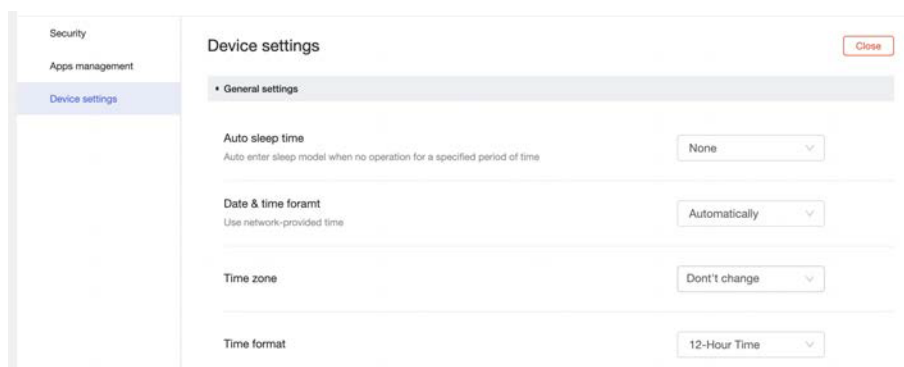 Security
Apps management
Device settings
Device settings
Close
General settings
Auto sleep time
Auto enter sleep model when no operation for a specified period of time
None
Date & time foramt
Use network-provided time
Automatically
Time zone
Dont't change
Time format
12-Hour Time